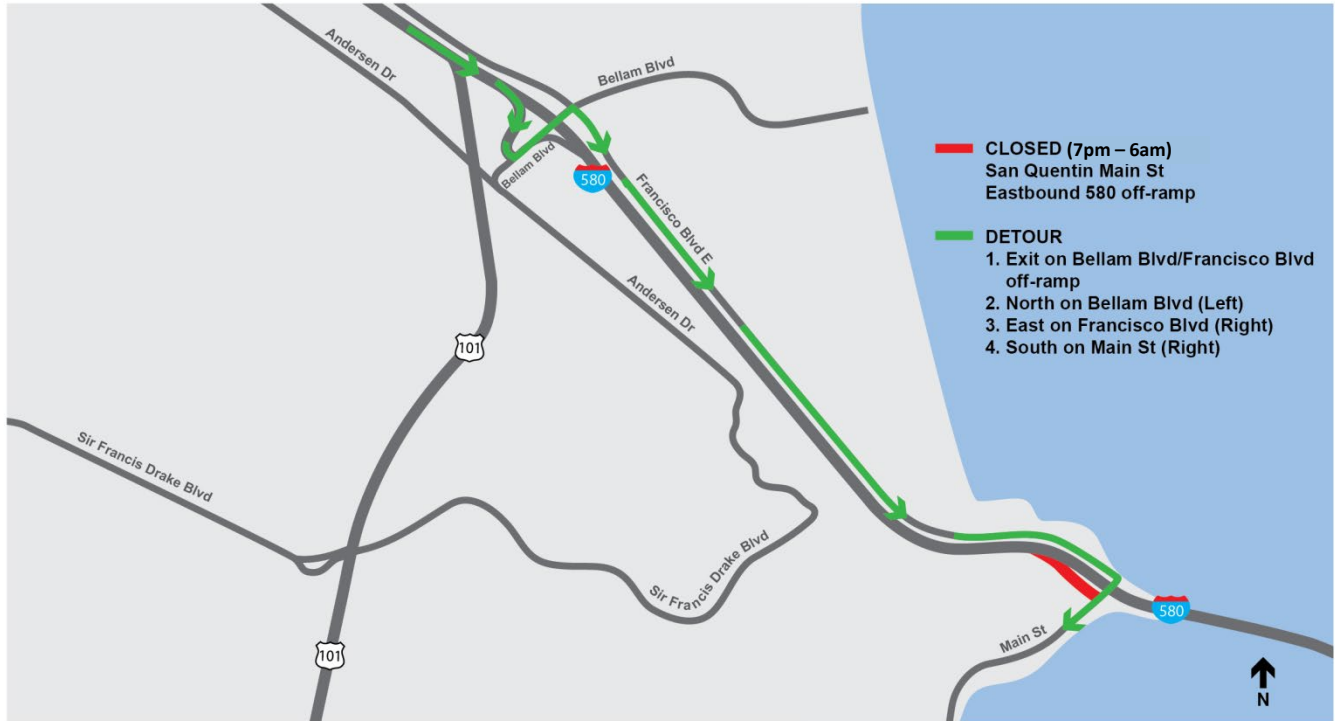 Andersen Dr
Bellam Blvd
Bellam Blvd
580
Francisco Blvd E
Andersen Dr
101
Sir Francis Drake Blvd
Sir Francis Drake Blvd
101
Main St
580
N
CLOSED (7pm – 6am)
San Quentin Main St
Eastbound 580 off-ramp
DETOUR
1. Exit on Bellam Blvd/Francisco Blvd
off-ramp
2. North on Bellam Blvd (Left)
3. East on Francisco Blvd (Right)
4. South on Main St (Right)